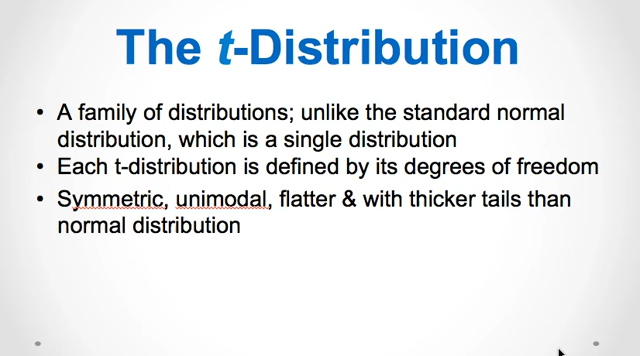 The t-Distribution
• A family of distributions; unlike the standard normal
distribution, which is a single distribution
• Each t-distribution is defined by its degrees of freedom
• Symmetric, unimodal, flatter & with thicker tails than
normal distribution